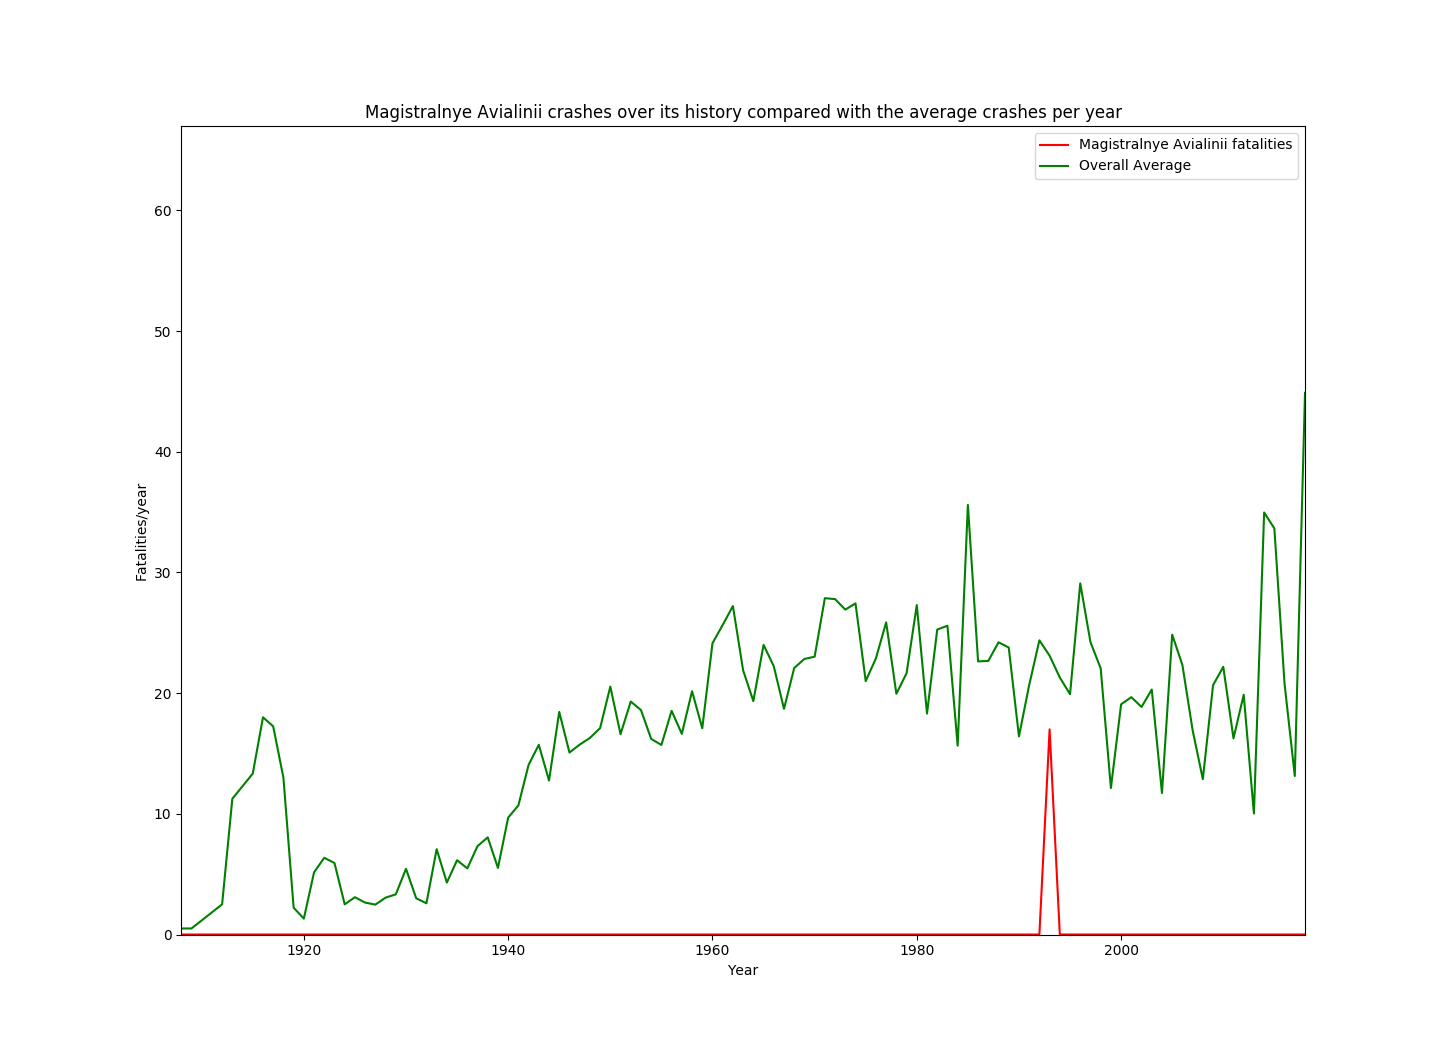 Magistralnye Avialinii crashes over its history compared with the average crashes per year
Magistralnye Avialinii fatalities
Overall Average
60
50
40
30
20
10
0
Fatalities/year
1920
1940
1960
1980
2000
Year